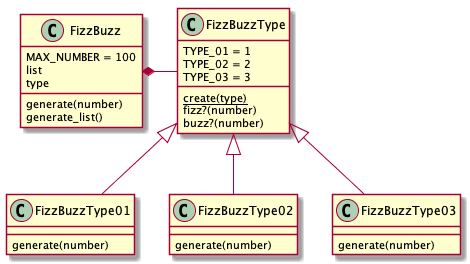 C FizzBuzz
MAX_NUMBER = 100
list
type
generate(number)
generate_list()
C FizzBuzzType
TYPE_01 = 1
TYPE_02 = 2
TYPE_03 = 3
create(type)
fizz?(number)
buzz?(number)
C FizzBuzzType01
generate(number)
C FizzBuzzType02
generate(number)
C FizzBuzzType03
generate(number)